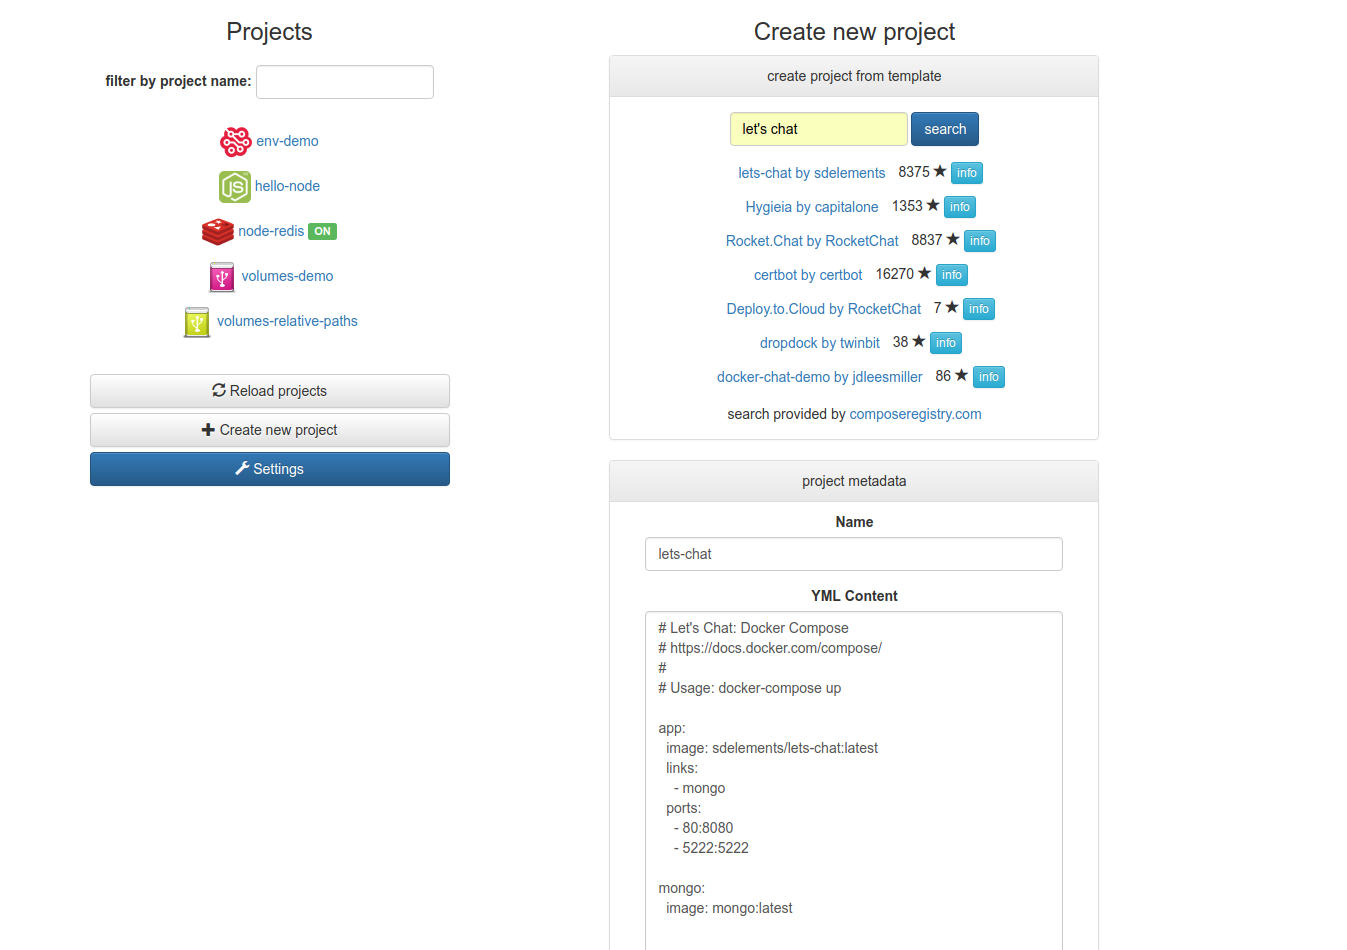 Projects
filter by project name:
env-demo
JS
hello-node
node-redis ON
volumes-demo
volumes-relative-paths
Reload projects
Create new project
Settings
Create new project
create project from template
let's chat search
lets-chat by sdelements 8375 ★ info
Hygieia by capitalone 1353 ★ info
Rocket.Chat by RocketChat 8837 ★ info
certbot by certbot 16270 ★ info
Deploy.to.Cloud by RocketChat 7 ★ info
dropdock by twinbit 38 ★ info
docker-chat-demo by jdleesmiller 86 ★ info
search provided by composeregistry.com
project metadata
Name
lets-chat
YML Content
# Let's Chat: Docker Compose
# https://docs.docker.com/compose/
#
# Usage: docker-compose up
app:
image: sdelements/lets-chat:latest
links:
- mongo
ports:
- 80:8080
- 5222:5222
mongo:
image: mongo:latest